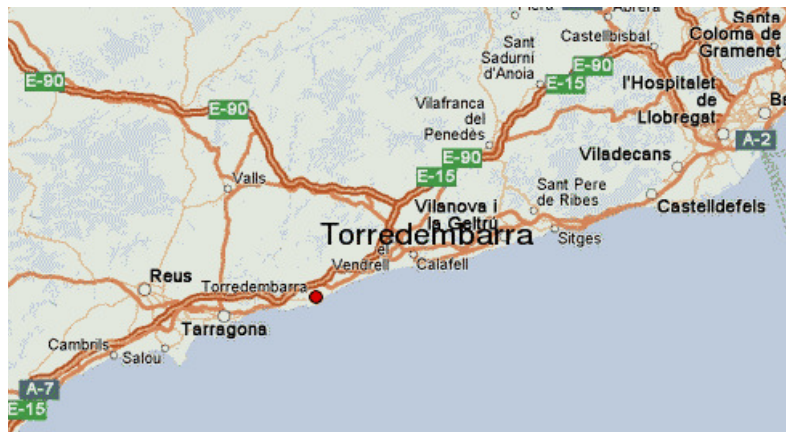 Abrera
Santa
Coloma de
Gramenet
Castellbisbal
Sant
Sadurní
d'Anoia
E-90
E-15
E-90
E-90
l'Hospitalet
de
Llobregat
Vilafranca
del
Penedès
A-2
E-90
E-15
Viladecans
Valls
Sant Pere
de Ribes
Vilanova i
la Geltrú
Castelldefels
Torredembarra
Sitges
el
Vendrell
Calafell
Reus
Torredembarra
Tarragona
Cambrils
Salou
A-7
E-15